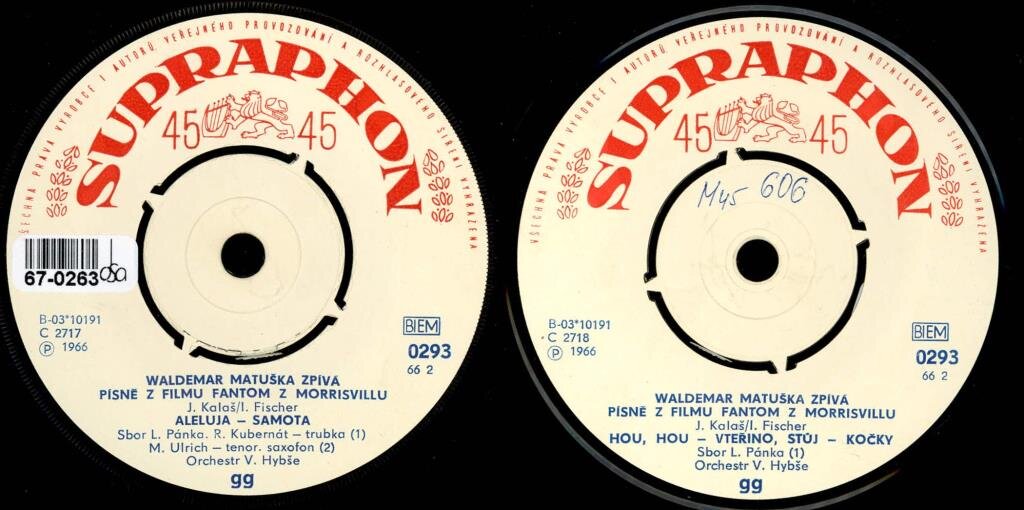 VŠECHNA PRÁVA VÝROBCE I AUTORŮ VEŘEJNÉHO PROVOZOVÁNÍ A ROZHLASOVÉHO ŠÍŘENÍ VYHRAŽENA
SUPRAPHON
45 45
67-0263
B-03*10191
C 2717
Ⓟ 1966
BIEM
0293
66 2
WALDEMAR MATUŠKA ZPÍVÁ
PÍSNĚ Z FILMU FANTOM Z MORRISVILLU
J. Kalaš/I. Fischer
ALELUJA – SAMOTA
Sbor L. Pánka. R. Kubernát – trubka (1)
M. Ulrich – tenor. saxofon (2)
Orchestr V. Hybše
gg
VŠECHNA PRÁVA VÝROBCE I AUTORŮ VEŘEJNÉHO PROVOZOVÁNÍ A ROZHLASOVÉHO ŠÍŘENÍ VYHRAŽENA
SUPRAPHON
45 45
M45 606
B-03*10191
C 2718
Ⓟ 1966
BIEM
0293
66 2
WALDEMAR MATUŠKA ZPÍVÁ
PÍSNĚ Z FILMU FANTOM Z MORRISVILLU
J. Kalaš/I. Fischer
HOU, HOU – VTEŘINO, STŮJ – KOČKY
Sbor L. Pánka (1)
Orchestr V. Hybše
gg